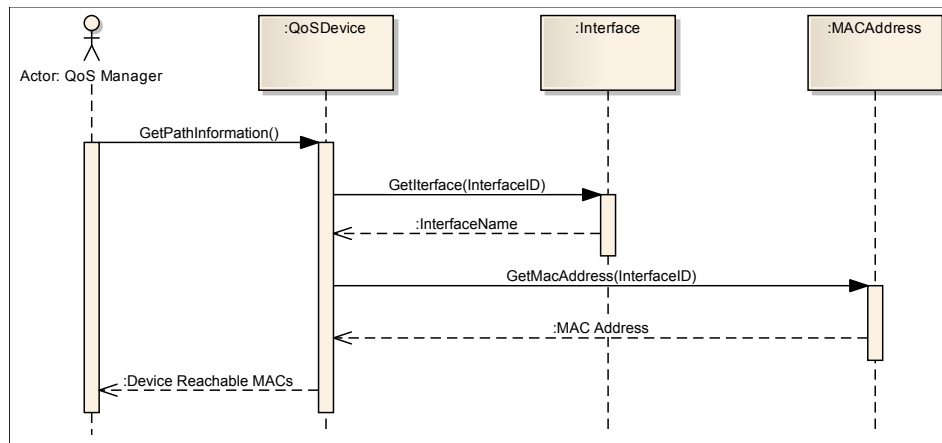 :QoSDevice
:Interface
:MACAddress
Actor: QoS Manager
GetPathInformation()
GetIterface(InterfaceID)
:InterfaceName
GetMacAddress(InterfaceID)
:MAC Address
:Device Reachable MACs